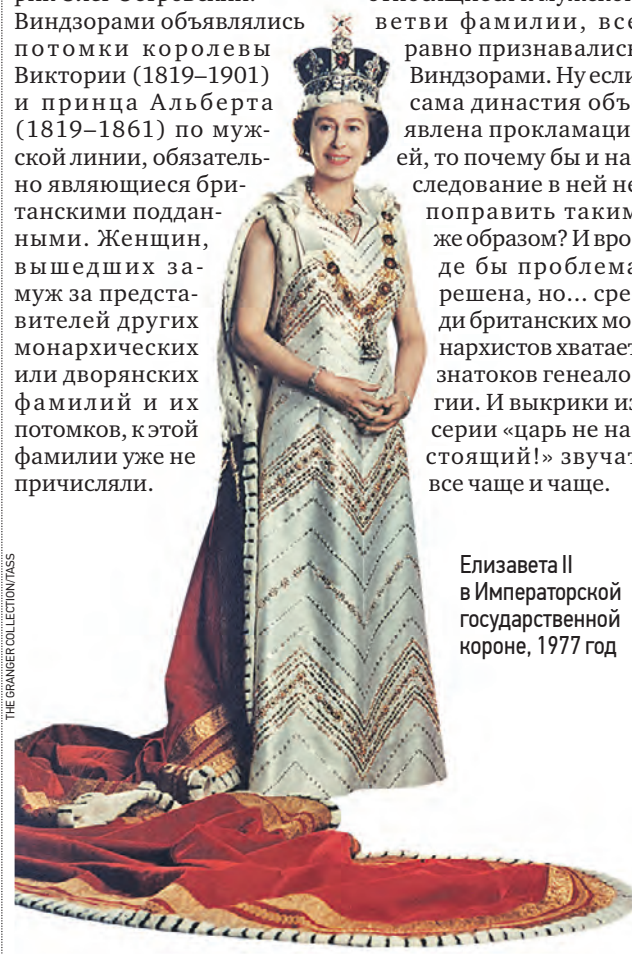 Виндзорами объявлялись
потомки королевы
Виктории (1819–1901)
и принца Альберта
(1819–1861) по муж-
ской линии, обязатель-
но являющиеся бри-
танскими поддан-
ными. Женщин,
вышедших за-
муж за предста-
вителей других
монархических
или дворянских
фамилий и их
потомков, к этой
фамилии уже не
причисляли.
ветви фамилии, все
равно признавались
Виндзорами. Ну если
сама династия объ-
явлена прокламаци-
ей, то почему бы и на-
следование в ней не
поправить таким
же образом? И вро-
де бы проблема
решена, но... сре-
ди британских мо-
нархистов хватает
знатоков генеало-
гии. И выкрики из
серии «царь не на-
стоящий!» звучат
все чаще и чаще.
Елизавета II
в Императорской
государственной
короне, 1977 год
THE GRANGER COLLECTION/TASS